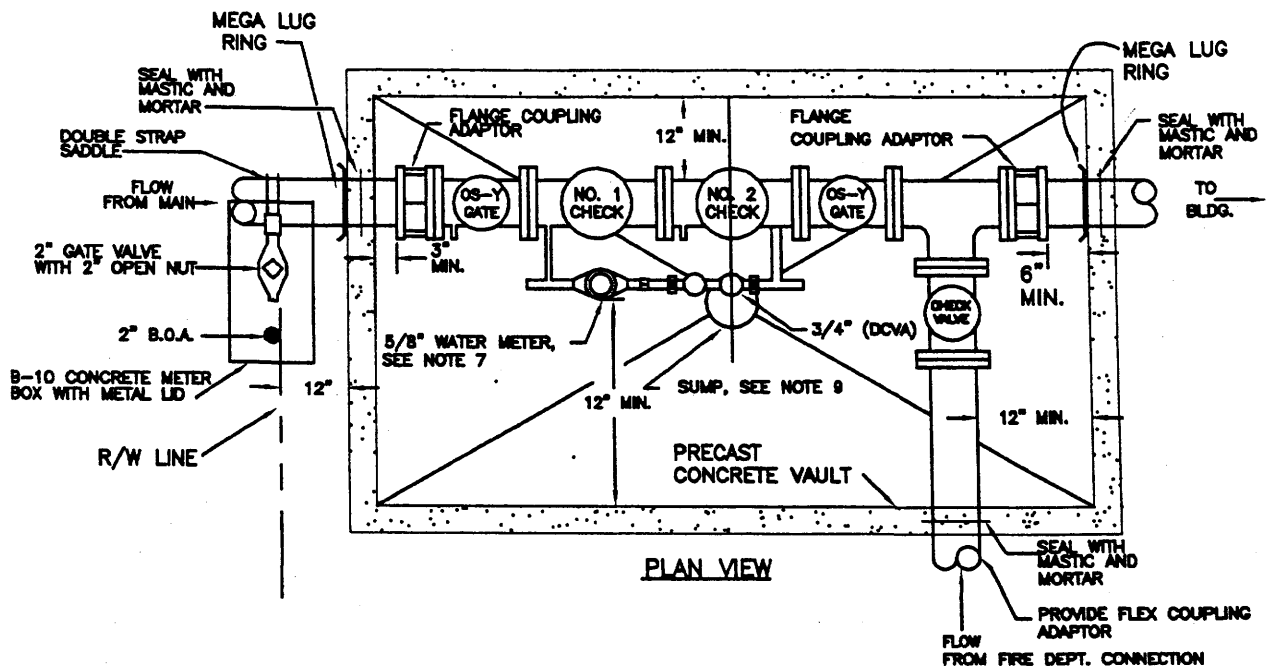 MEGA LUG
RING
SEAL WITH
MASTIC AND
MORTAR
DOUBLE STRAP
SADDLE
FLOW
FROM MAIN
2" GATE VALVE
WITH 2" OPEN NUT
2" B.O.A.
B-10 CONCRETE METER
BOX WITH METAL LID
R/W LINE
12"
FLANGE COUPLING
ADAPTOR
12" MIN.
FLANGE
COUPLING ADAPTOR
MEGA LUG
RING
SEAL WITH
MASTIC AND
MORTAR
TO
BLDG.
OS-Y
GATE
NO. 1
CHECK
NO. 2
CHECK
OS-Y
GATE
3"
MIN.
6"
MIN.
CHECK
VALVE
3/4" (DCVA)
5/8" WATER METER,
SEE NOTE 7
12" MIN.
SUMP, SEE NOTE 9
12" MIN.
PRECAST
CONCRETE VAULT
PLAN VIEW
SEAL WITH
MASTIC AND
MORTAR
PROVIDE FLEX COUPLING
ADAPTOR
FLOW
FROM FIRE DEPT. CONNECTION